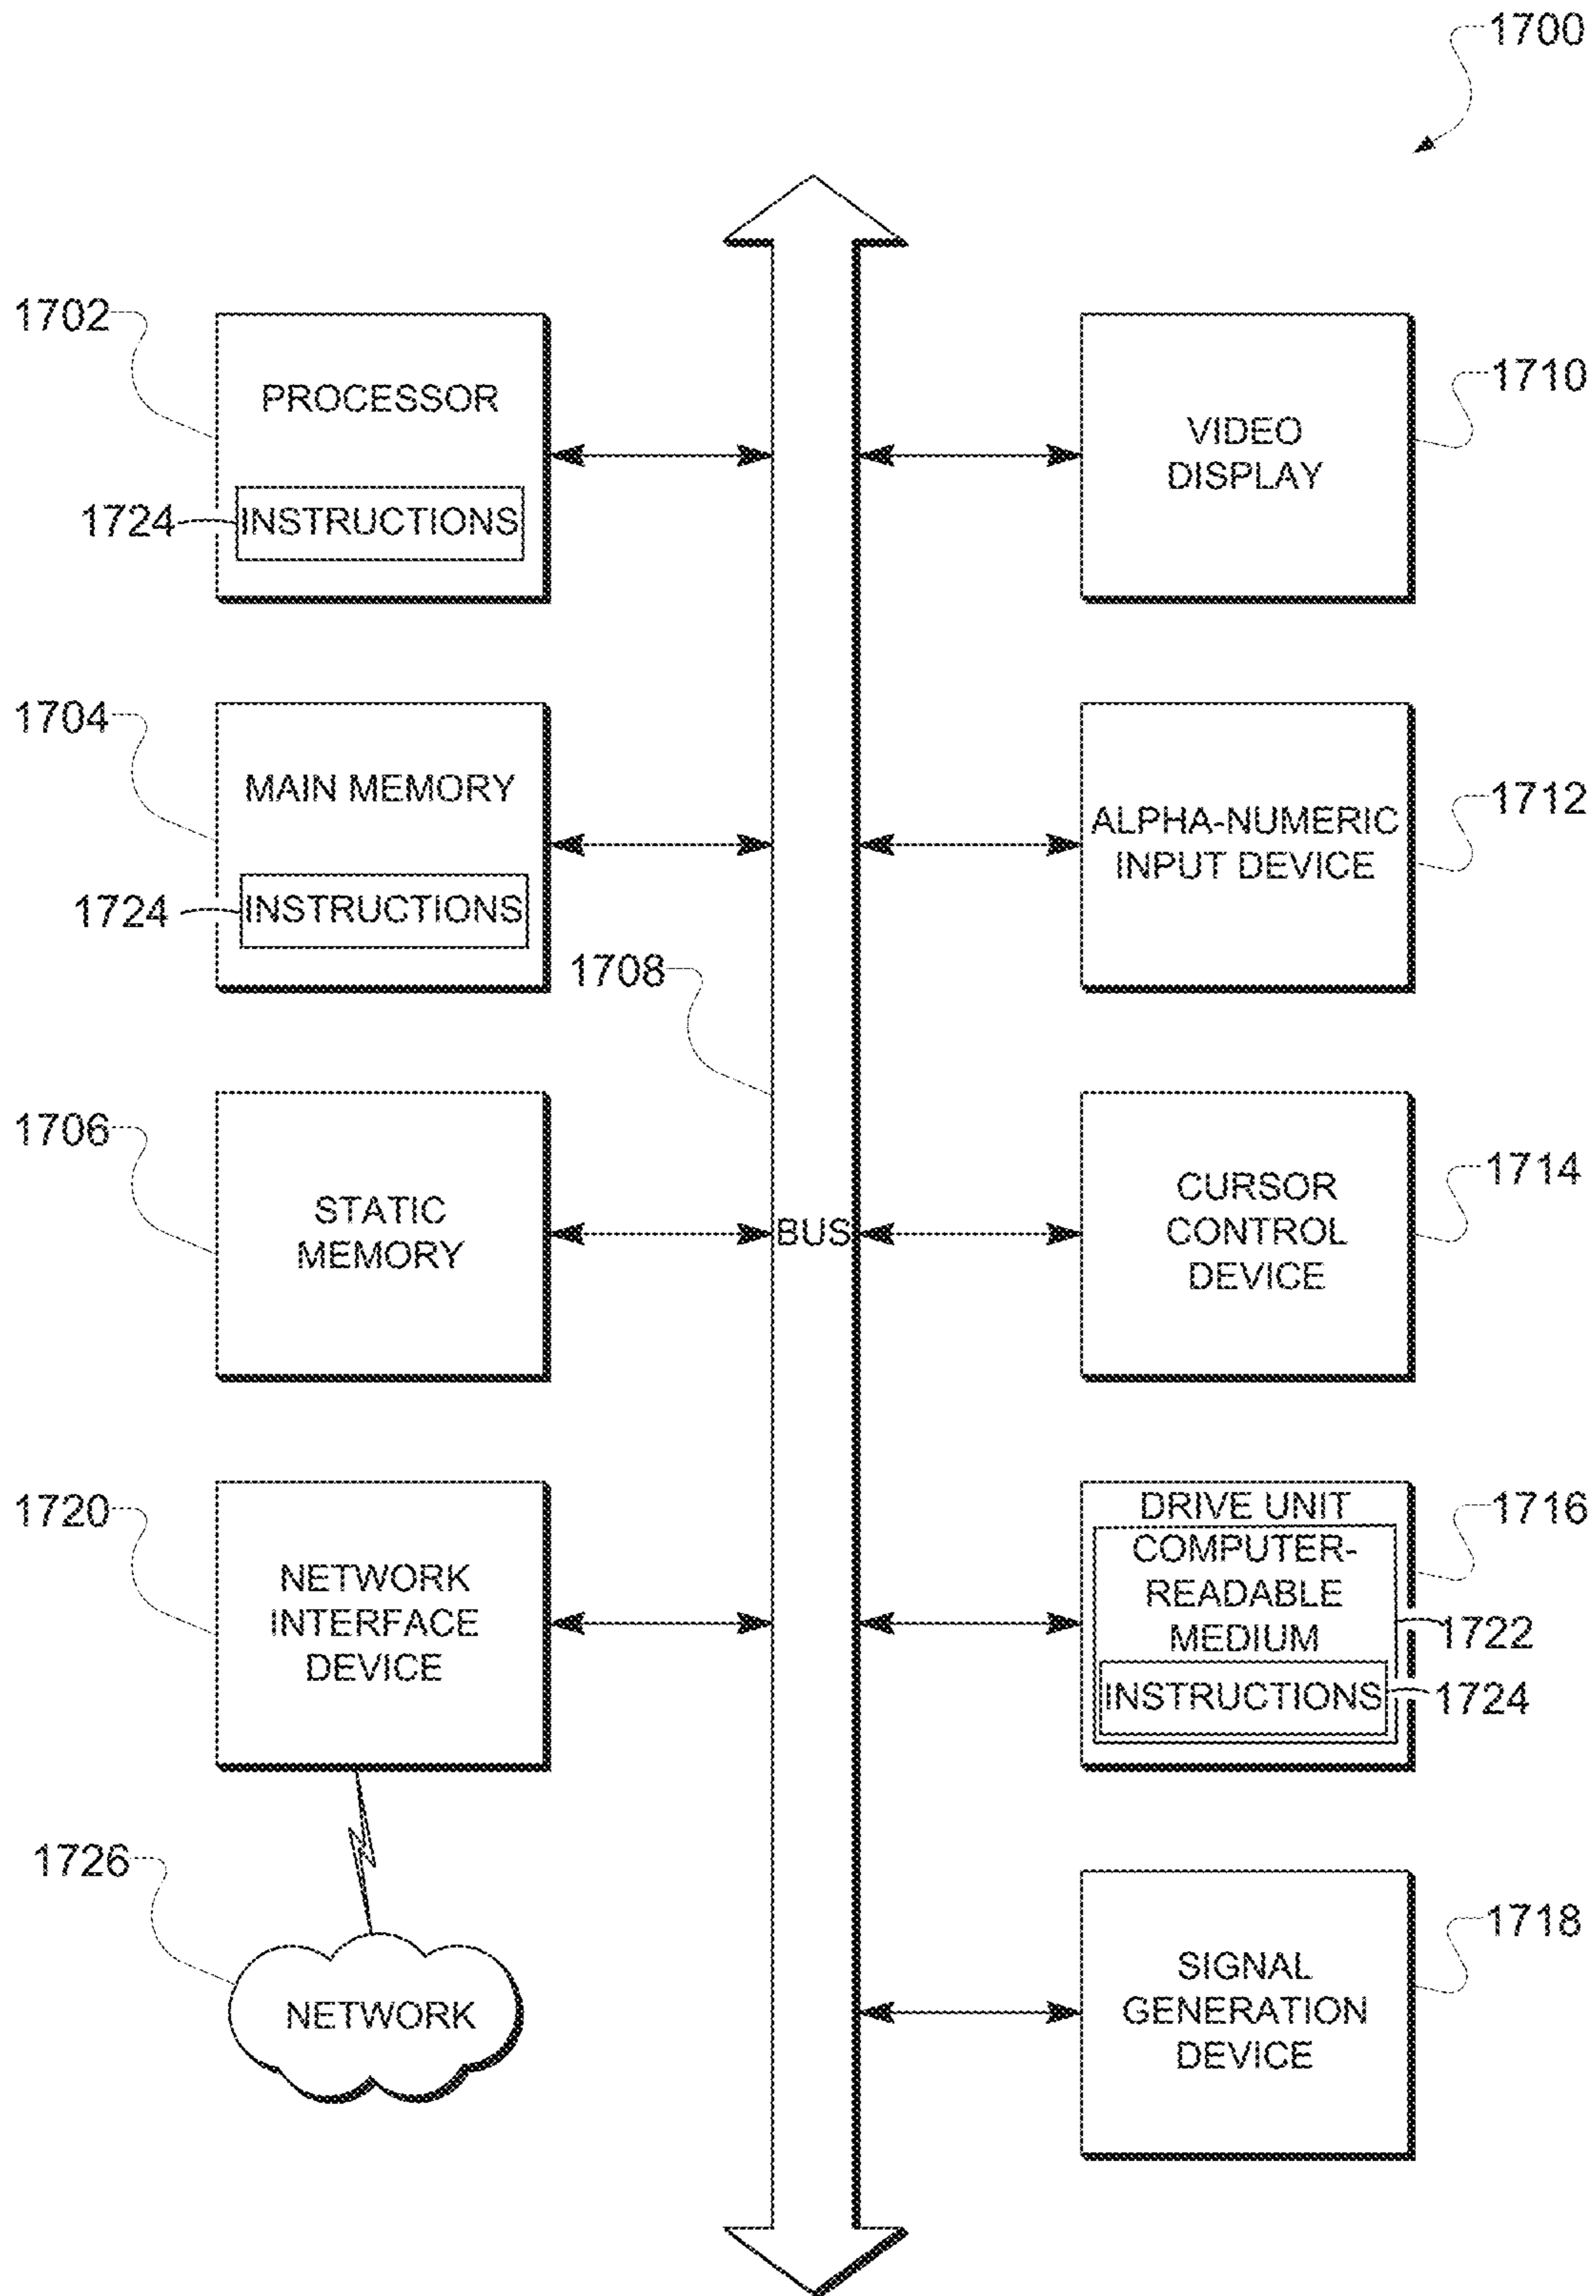 1700
1702
PROCESSOR
1724
INSTRUCTIONS
1710
VIDEO
DISPLAY
1704
MAIN MEMORY
1724
INSTRUCTIONS
1712
ALPHA-NUMERIC
INPUT DEVICE
1708
1706
STATIC
MEMORY
BUS
1714
CURSOR
CONTROL
DEVICE
1720
NETWORK
INTERFACE
DEVICE
1716
DRIVE UNIT
COMPUTER-
READABLE
MEDIUM
1722
INSTRUCTIONS
1724
1726
NETWORK
1718
SIGNAL
GENERATION
DEVICE